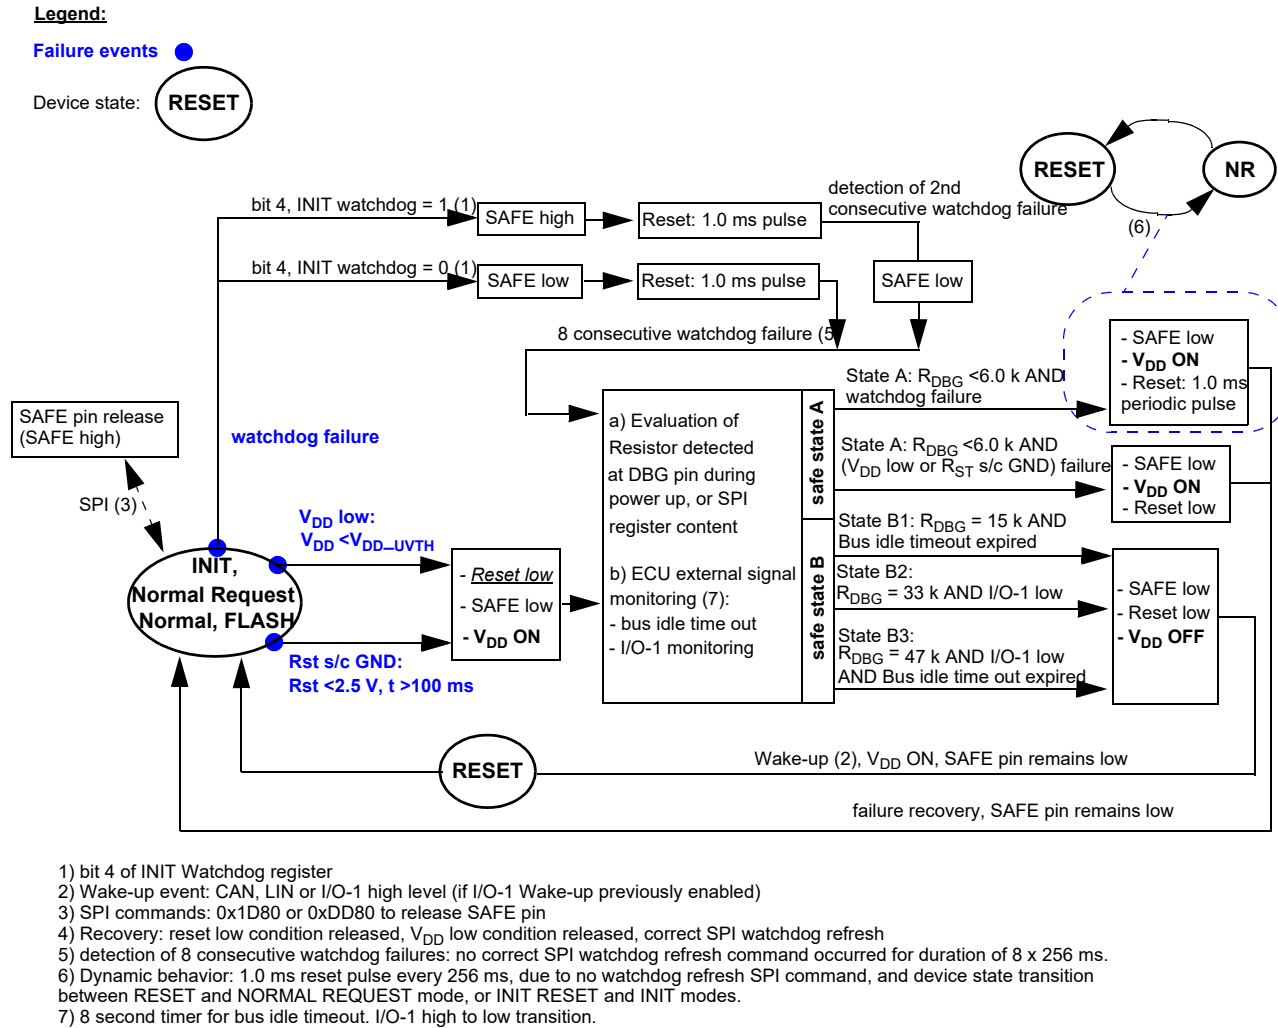 Legend:
Failure events
Device state:
RESET
RESET
NR
(6)
detection of 2nd
consecutive watchdog failure
bit 4, INIT watchdog = 1 (1)
SAFE high
Reset: 1.0 ms pulse
bit 4, INIT watchdog = 0 (1)
SAFE low
Reset: 1.0 ms pulse
SAFE low
8 consecutive watchdog failure (5
SAFE pin release
(SAFE high)
SPI (3)
watchdog failure
VDD low:
VDD <VDD_UVTH
INIT,
Normal Request
Normal, FLASH
Rst s/c GND:
Rst <2.5 V, t >100 ms
- Reset low
- SAFE low
- VDD ON
a) Evaluation of
Resistor detected
at DBG pin during
power up, or SPI
register content
b) ECU external signal
monitoring (7):
- bus idle time out
- I/O-1 monitoring
safe state A
safe state B
State A: RDBG <6.0 k AND
watchdog failure
State A: RDBG <6.0 k AND
(VDD low or RST s/c GND) failure
State B1: RDBG = 15 k AND
Bus idle timeout expired
State B2:
RDBG = 33 k AND I/O-1 low
State B3:
RDBG = 47 k AND I/O-1 low
AND Bus idle time out expired
- SAFE low
- VDD ON
- Reset: 1.0 ms
periodic pulse
- SAFE low
- VDD ON
- Reset low
- SAFE low
- Reset low
- VDD OFF
RESET
Wake-up (2), VDD ON, SAFE pin remains low
failure recovery, SAFE pin remains low
1) bit 4 of INIT Watchdog register
2) Wake-up event: CAN, LIN or I/O-1 high level (if I/O-1 Wake-up previously enabled)
3) SPI commands: 0x1D80 or 0xDD80 to release SAFE pin
4) Recovery: reset low condition released, VDD low condition released, correct SPI watchdog refresh
5) detection of 8 consecutive watchdog failures: no correct SPI watchdog refresh command occurred for duration of 8 x 256 ms.
6) Dynamic behavior: 1.0 ms reset pulse every 256 ms, due to no watchdog refresh SPI command, and device state transition
between RESET and NORMAL REQUEST mode, or INIT RESET and INIT modes.
7) 8 second timer for bus idle timeout. I/O-1 high to low transition.